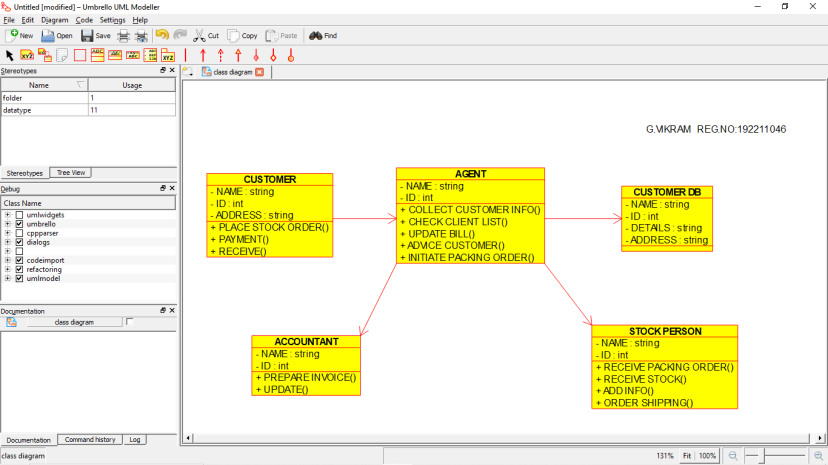 Untitled [modified] – Umbrello UML Modeller
File Edit Diagram Code Settings Help
New Open Save Cut Copy Paste Find
Stereotypes
class diagram
Name Usage
folder 1
datatype 11
G.VIKRAM REG.NO:192211046
Stereotypes Tree View
Debug
Class Name
umlwidgets
umbrello
cppparser
dialogs
codeimport
refactoring
umlmodel
CUSTOMER
- NAME : string
- ID : int
- ADDRESS : string
+ PLACE STOCK ORDER()
+ PAYMENT()
+ RECEIVE()
AGENT
- NAME : string
- ID : int
+ COLLECT CUSTOMER INFO()
+ CHECK CLIENT LIST()
+ UPDATE BILL()
+ ADVICE CUSTOMER()
+ INITIATE PACKING ORDER()
CUSTOMER DB
- NAME : string
- ID : int
- DETAILS : string
- ADDRESS : string
Documentation
class diagram
ACCOUNTANT
- NAME : string
- ID : int
+ PREPARE INVOICE()
+ UPDATE()
STOCK PERSON
- NAME : string
- ID : int
+ RECEIVE PACKING ORDER()
+ RECEIVE STOCK()
+ ADD INFO()
+ ORDER SHIPPING()
Documentation Command history Log
class diagram
131% Fit 100%